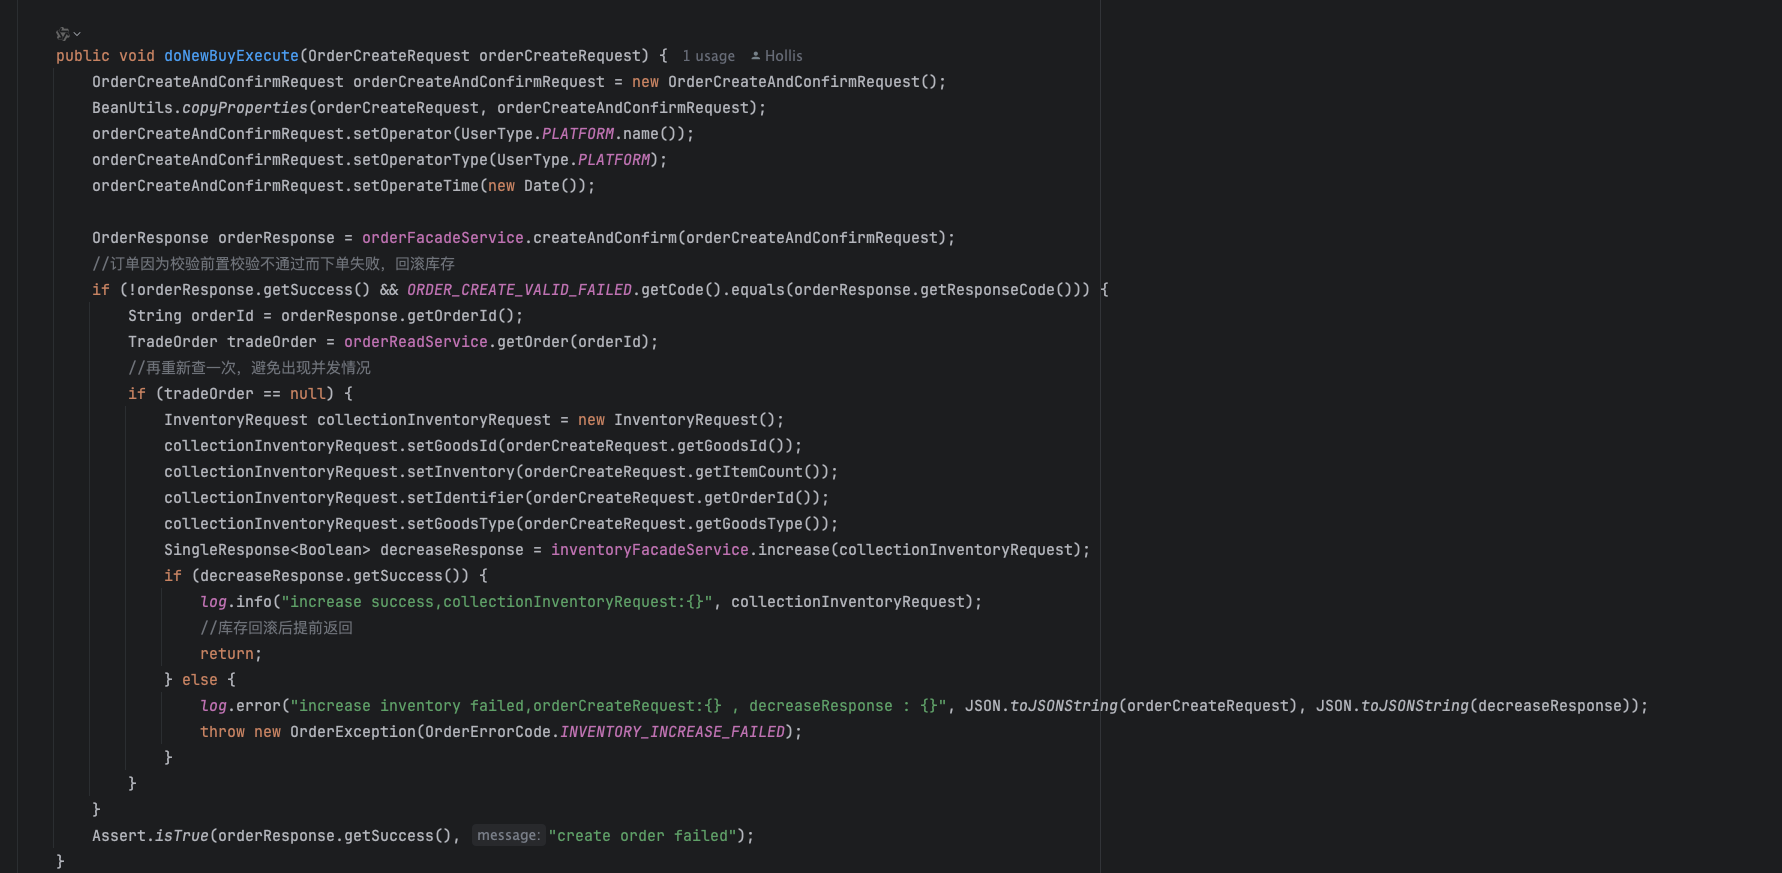 public void doNewBuyExecute(OrderCreateRequest orderCreateRequest) { 1 usage Hollis
OrderCreateAndConfirmRequest orderCreateAndConfirmRequest = new OrderCreateAndConfirmRequest();
BeanUtils.copyProperties(orderCreateRequest, orderCreateAndConfirmRequest);
orderCreateAndConfirmRequest.setOperator(UserType.PLATFORM.name());
orderCreateAndConfirmRequest.setOperatorType(UserType.PLATFORM);
orderCreateAndConfirmRequest.setOperateTime(new Date());
OrderResponse orderResponse = orderFacadeService.createAndConfirm(orderCreateAndConfirmRequest);
//订单因为校验前置校验不通过而下单失败，回滚库存
if (!orderResponse.getSuccess() && ORDER_CREATE_VALID_FAILED.getCode().equals(orderResponse.getResponseCode())) {
String orderId = orderResponse.getOrderId();
TradeOrder tradeOrder = orderReadService.getOrder(orderId);
//再重新查一次，避免出现并发情况
if (tradeOrder == null) {
InventoryRequest collectionInventoryRequest = new InventoryRequest();
collectionInventoryRequest.setGoodsId(orderCreateRequest.getGoodsId());
collectionInventoryRequest.setInventory(orderCreateRequest.getItemCount());
collectionInventoryRequest.setIdentifier(orderCreateRequest.getOrderId());
collectionInventoryRequest.setGoodsType(orderCreateRequest.getGoodsType());
SingleResponse<Boolean> decreaseResponse = inventoryFacadeService.increase(collectionInventoryRequest);
if (decreaseResponse.getSuccess()) {
log.info("increase success,collectionInventoryRequest:{}", collectionInventoryRequest);
//库存回滚后提前返回
return;
} else {
log.error("increase inventory failed,orderCreateRequest:{} , decreaseResponse : {}", JSON.toJSONString(orderCreateRequest), JSON.toJSONString(decreaseResponse));
throw new OrderException(OrderErrorCode.INVENTORY_INCREASE_FAILED);
}
}
}
Assert.isTrue(orderResponse.getSuccess(), message: "create order failed");
}